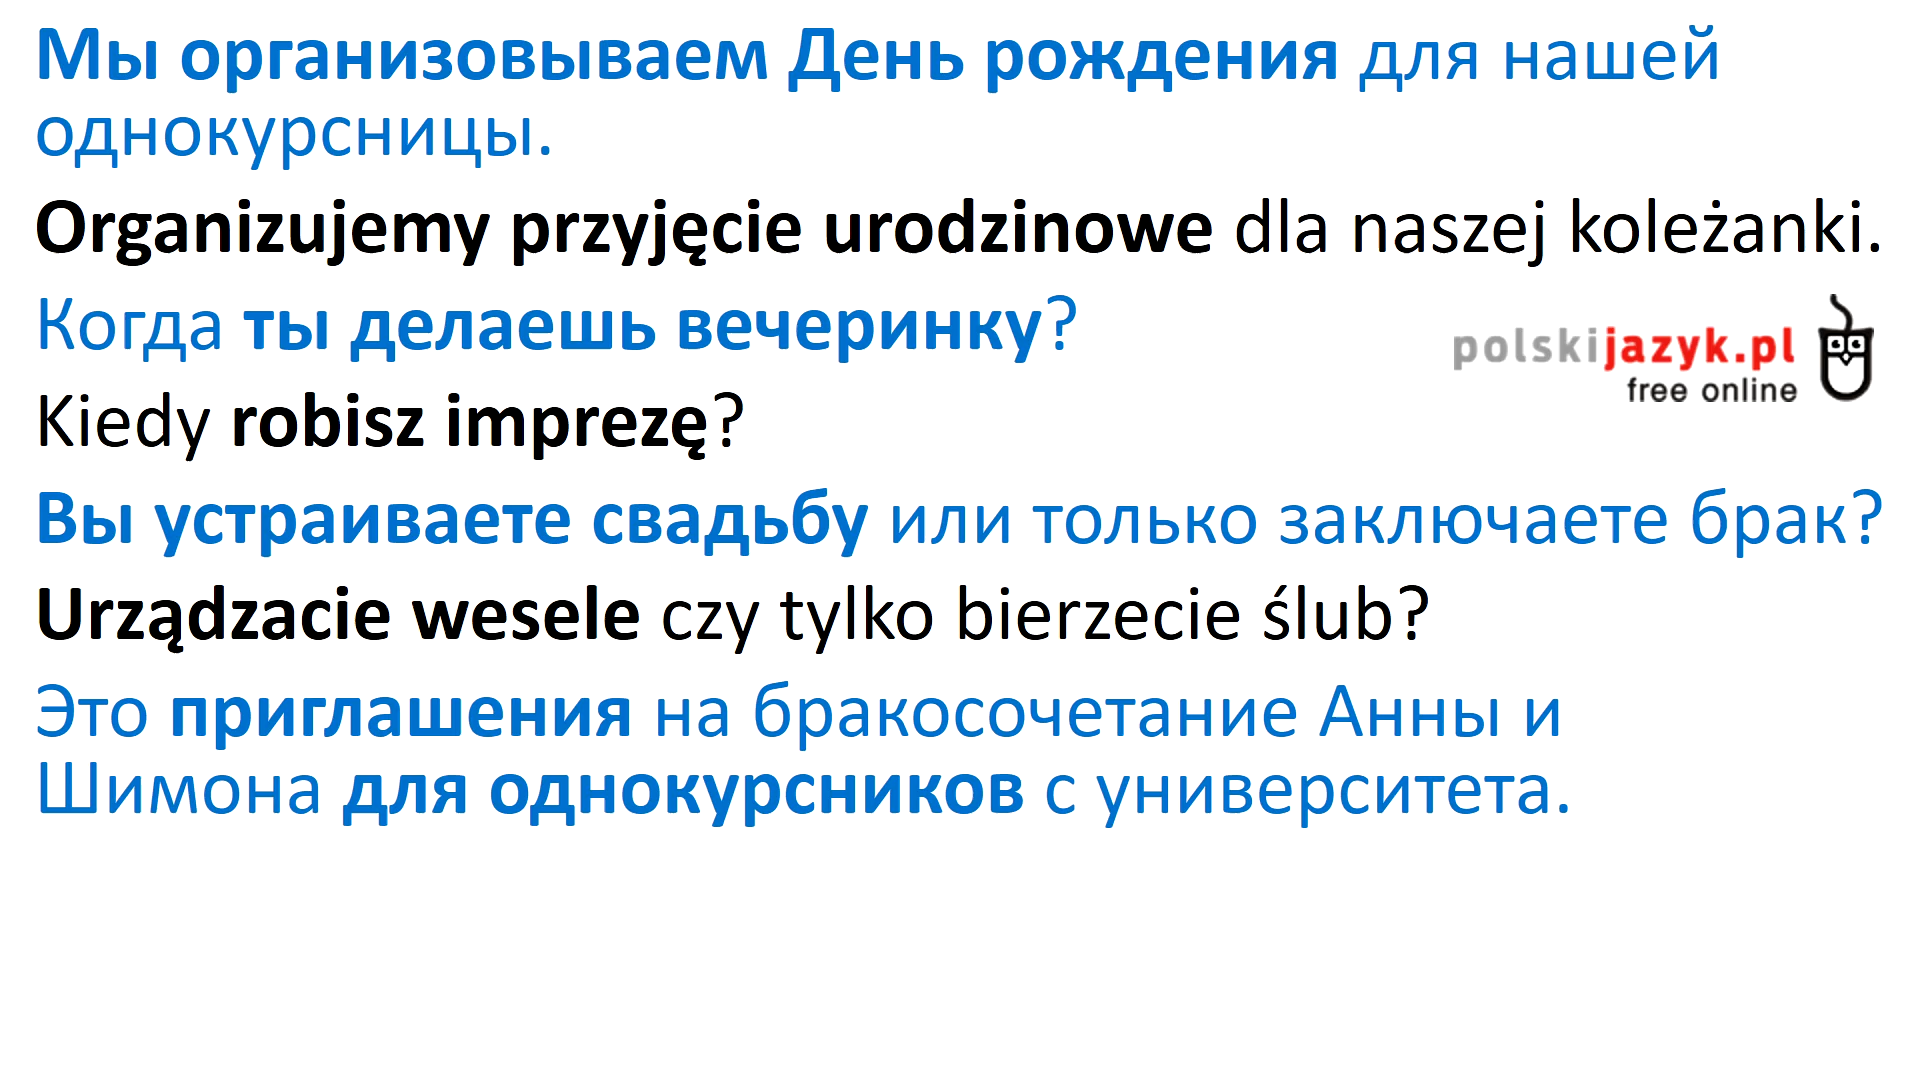 Мы организовываем День рождения для нашей
однокурсницы.
Organizujemy przyjęcie urodzinowe dla naszej koleżanki.
Когда ты делаешь вечеринку?
polskijazyk.pl
free online
Kiedy robisz imprezę?
Вы устраиваете свадьбу или только заключаете брак?
Urządzacie wesele czy tylko bierzecie ślub?
Это приглашения на бракосочетание Анны и
Шимона для однокурсников с университета.